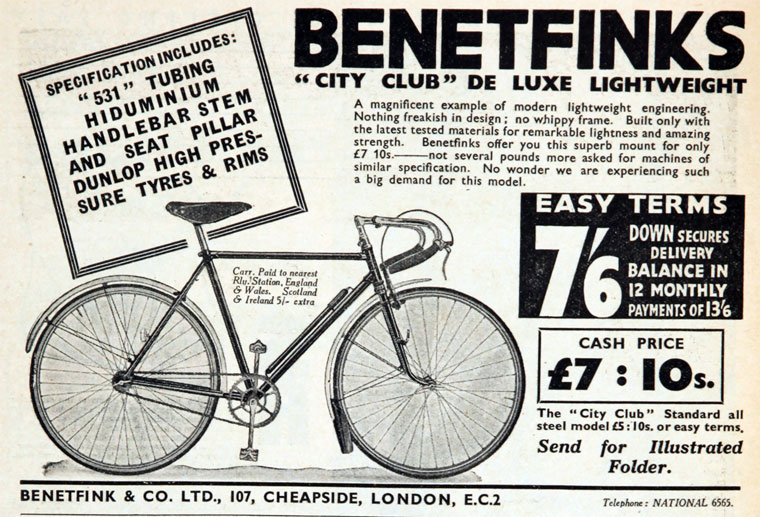 SPECIFICATION INCLUDES:
"531" TUBING
HIDUMINIUM
HANDLEBAR STEM
AND SEAT PILLAR
DUNLOP HIGH PRES-
SURE TYRES & RIMS
BENETFINKS
"CITY CLUB" DE LUXE LIGHTWEIGHT
A magnificent example of modern lightweight engineering.
Nothing freakish in design; no whippy frame. Built only with
the latest tested materials for remarkable lightness and amazing
strength. Benetfinks offer you this superb mount for only
£7 10s.——not several pounds more asked for machines of
similar specification. No wonder we are experiencing such
a big demand for this model.
EASY TERMS
7/6
DOWN SECURES
DELIVERY
BALANCE IN
12 MONTHLY
PAYMENTS OF 13/6
Carr. Paid to nearest
Rly. Station, England
& Wales. Scotland
& Ireland 5/- extra
CASH PRICE
£7 : 10s.
The "City Club" Standard all
steel model £5:10s. or easy terms.
Send for Illustrated
Folder.
BENETFINK & CO. LTD., 107, CHEAPSIDE, LONDON, E.C.2
Telephone: NATIONAL 6565.